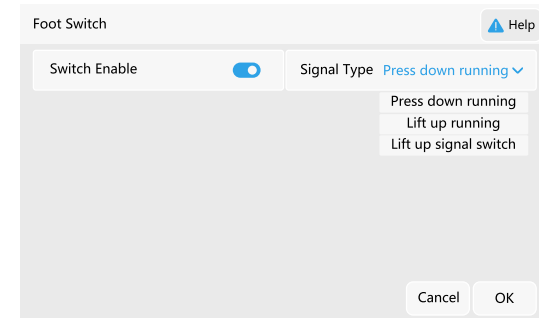 Foot Switch
Help
Switch Enable
Signal Type Press down running
Press down running
Lift up running
Lift up signal switch
Cancel
OK